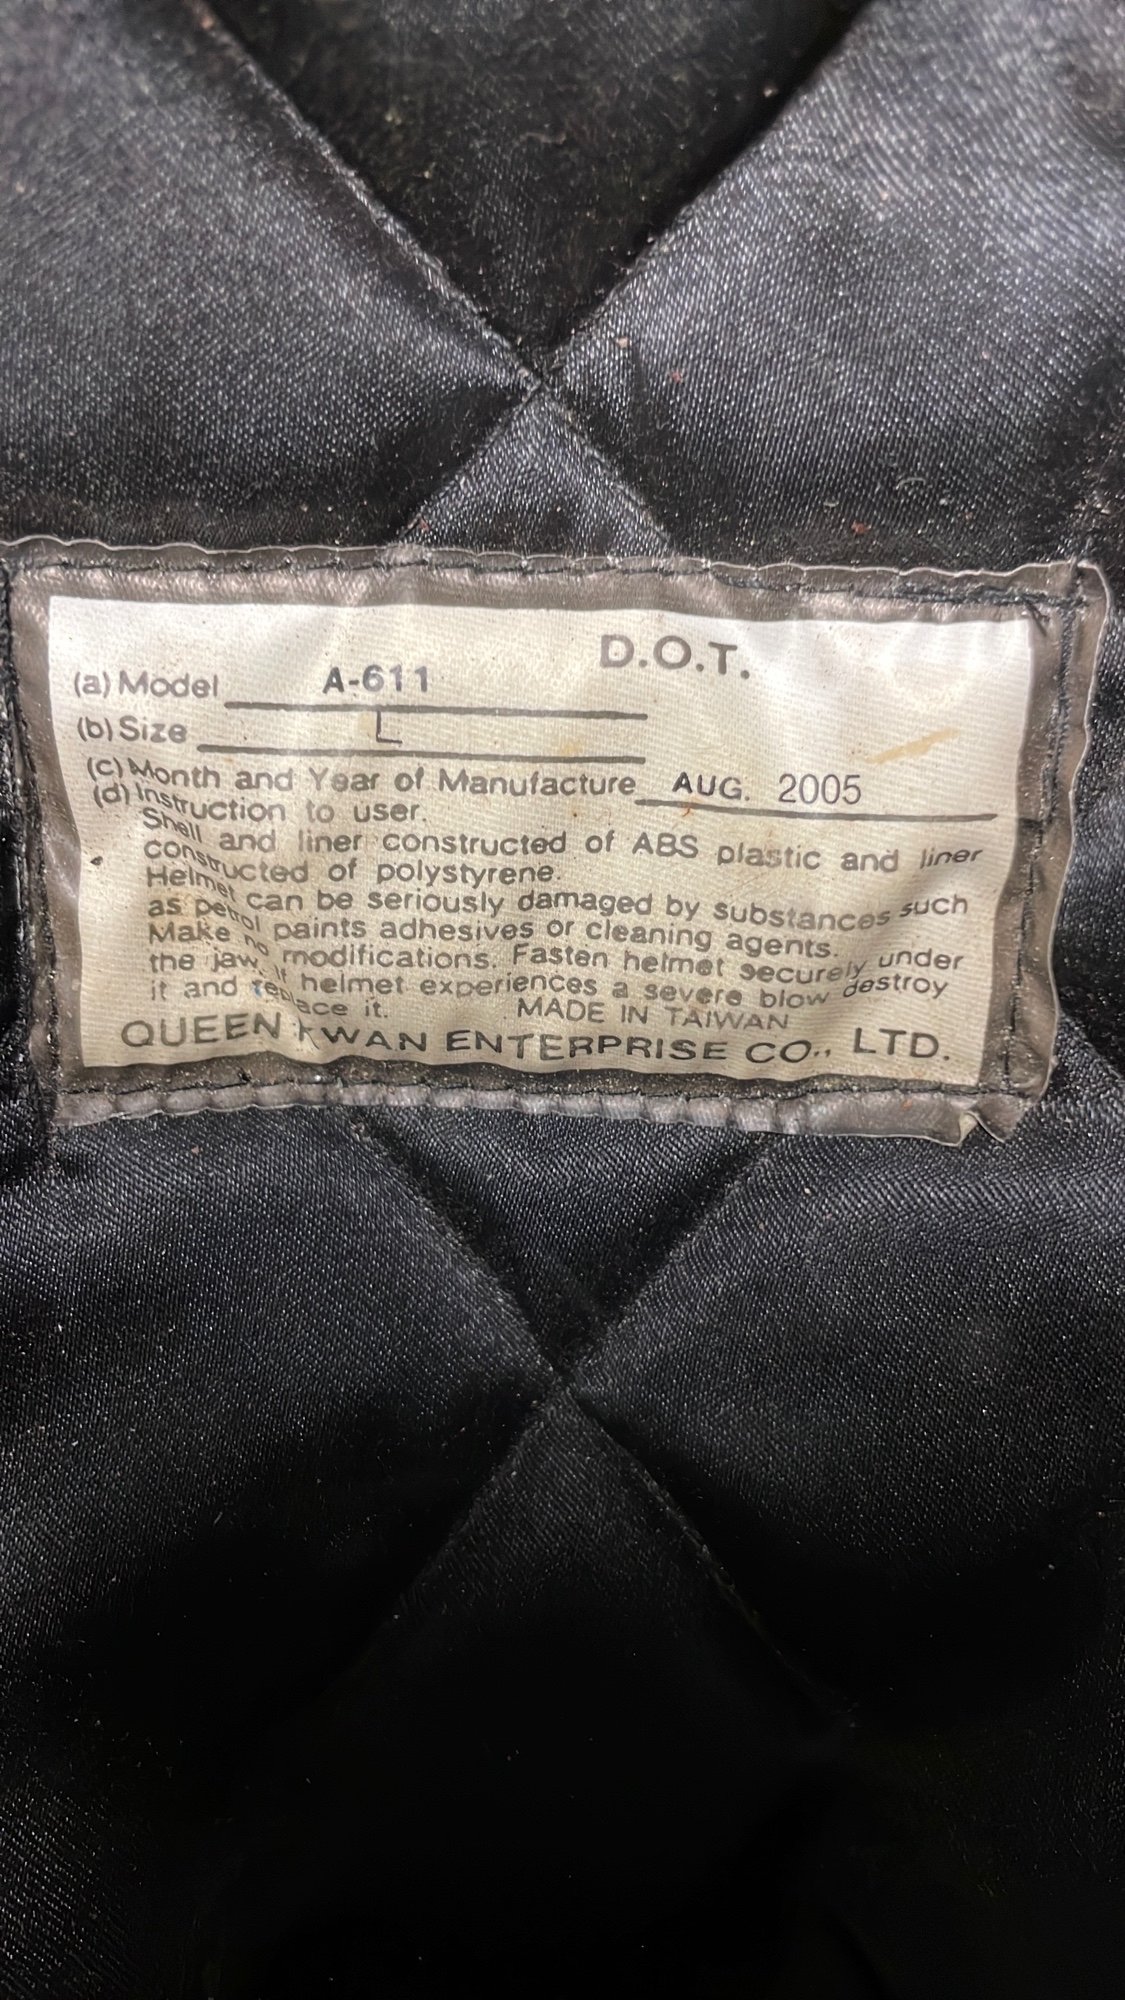 D.O.T.
(a) Model A-611
(b) Size L
(c) Month and Year of Manufacture AUG. 2005
(d) Instruction to user.
Shell and liner constructed of ABS plastic and liner
constructed of polystyrene.
Helmet can be seriously damaged by substances such
as petrol paints adhesives or cleaning agents.
Make no modifications. Fasten helmet securely under
the jaw. If helmet experiences a severe blow destroy
it and replace it. MADE IN TAIWAN
QUEEN KWAN ENTERPRISE CO., LTD.